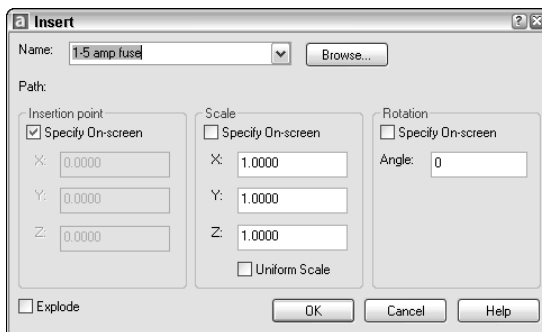 a Insert
Name: 1-5 amp fuse Browse...
Path:
Insertion point
Specify On-screen
X: 0.0000
Y: 0.0000
Z: 0.0000
Scale
Specify On-screen
X: 1.0000
Y: 1.0000
Z: 1.0000
Uniform Scale
Rotation
Specify On-screen
Angle: 0
Explode
OK Cancel Help